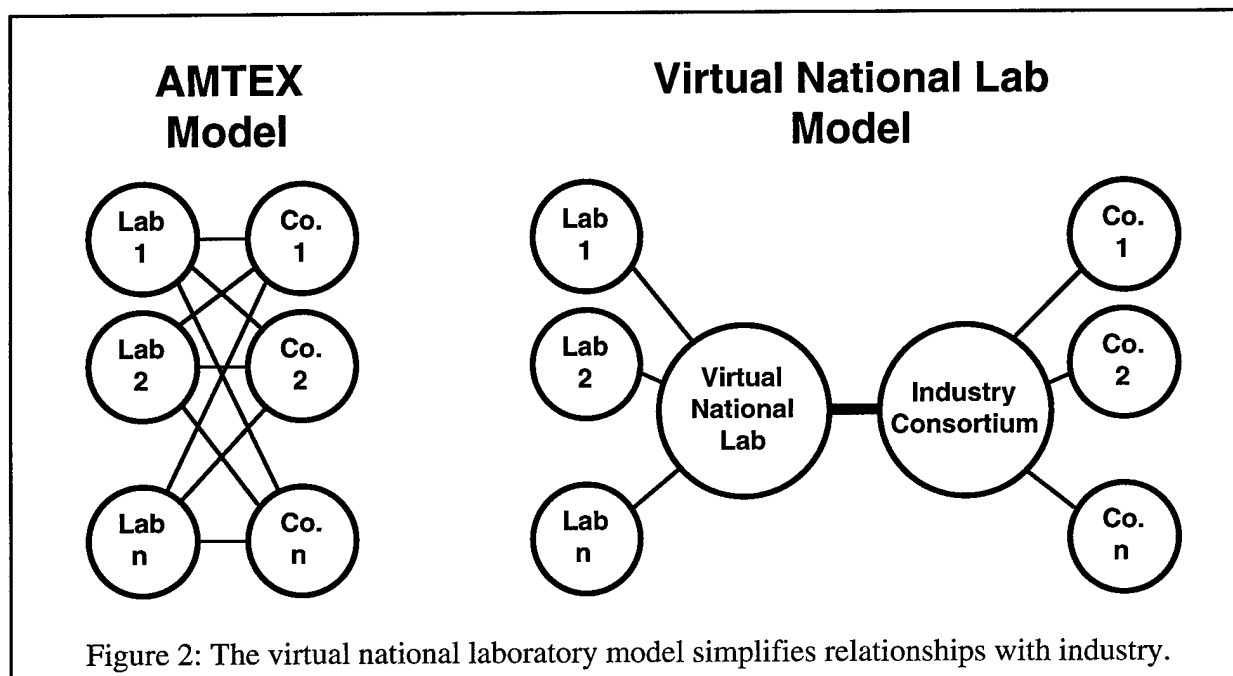 AMTEX
Model
Virtual National Lab
Model
Lab
1
Co.
1
Lab
2
Co.
2
Lab
n
Co.
n
Lab
1
Lab
2
Lab
n
Virtual
National
Lab
Industry
Consortium
Co.
1
Co.
2
Co.
n
Figure 2: The virtual national laboratory model simplifies relationships with industry.